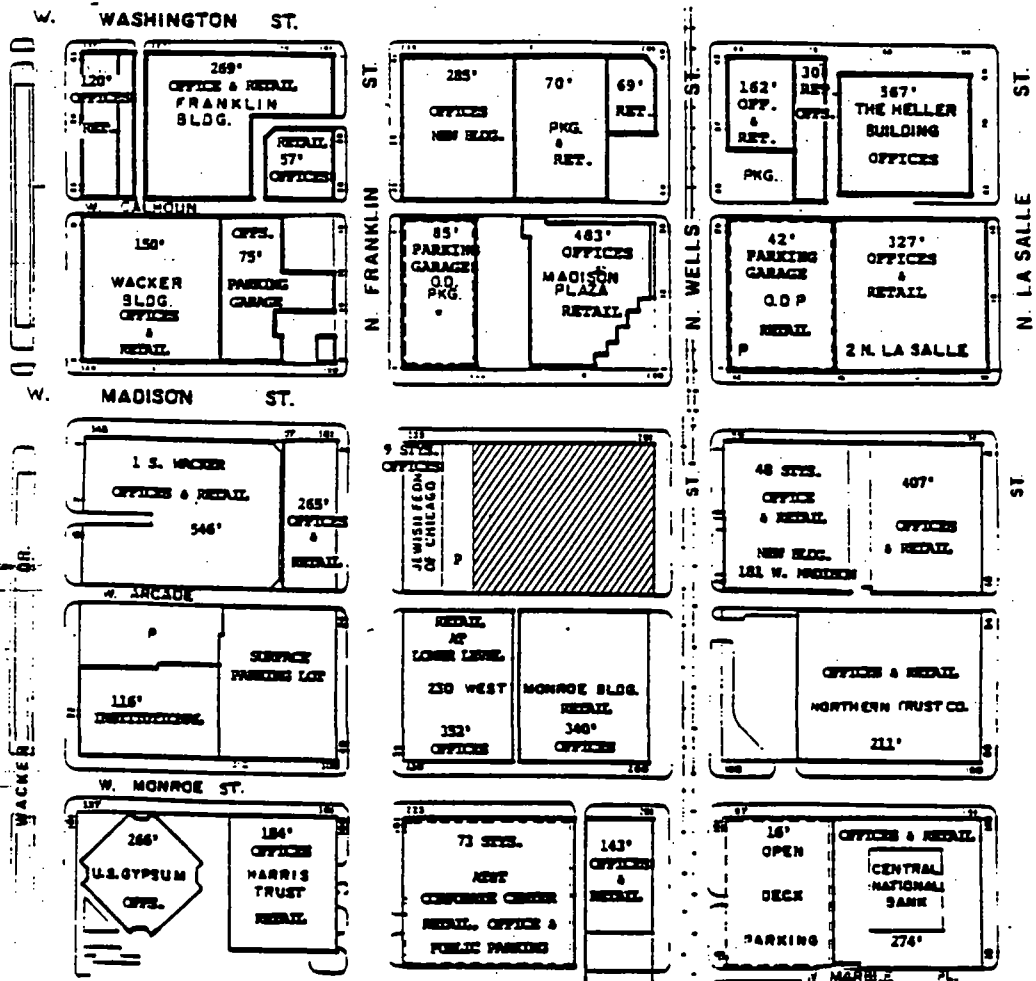 W. WASHINGTON ST.
120'
OFFICES
RET.
269'
OFFICE & RETAIL
FRANKLIN
BLDG.
RETAIL
57'
OFFICES
N. FRANKLIN ST.
285'
OFFICES
NEW BLDG.
70'
PKG.
&
RET.
69'
RET.
N. WELLS ST.
162'
OFF.
&
RET.
PKG.
30'
RET
OFFS.
567'
THE HELLER
BUILDING
OFFICES
N. LA SALLE ST.
W. CALHOUN
150'
WACKER
BLDG.
OFFICES
&
RETAIL
OFFS.
75'
PARKING
GARAGE
85'
PARKING
GARAGE
O.D.
PKG.
483'
OFFICES
MADISON
PLAZA
RETAIL
42'
PARKING
GARAGE
O.D P
RETAIL
P
327'
OFFICES
&
RETAIL
2 N. LA SALLE
W. MADISON ST.
1 S. WACKER
OFFICES & RETAIL
546'
265'
OFFICES
&
RETAIL
9 STYS.
OFFICES
JEWISH FEDN
OF CHICAGO
P
ST.
48 STYS.
OFFICE
& RETAIL
NEW BLDG.
181 W. MADISON
407'
OFFICES
& RETAIL
ST.
WACKER DR.
W. ARCADE
P
SURFACE
PARKING LOT
116'
INSTITUTIONAL
RETAIL
AT
LOWER LEVEL
230 WEST
352'
OFFICES
MONROE BLDG.
RETAIL
340'
OFFICES
OFFICES & RETAIL
NORTHERN TRUST CO.
211'
W. MONROE ST.
266'
U.S. GYPSUM
OFFS.
184'
OFFICES
HARRIS
TRUST
RETAIL
73 STYS.
AT&T
CORPORATE CENTER
RETAIL, OFFICE &
PUBLIC PARKING
143'
OFFICES
&
RETAIL
16'
OPEN
DECK
PARKING
OFFICES & RETAIL
CENTRAL
NATIONAL
BANK
274'
W MARBLE PL.